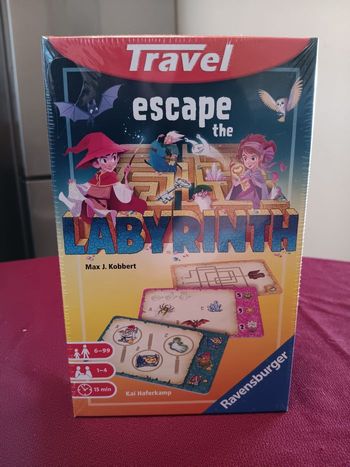 Travel
escape
the
LABYRINTH
Max J. Kobbert
6-99
1-4
15 min
Kai Haferkamp
Ravensburger